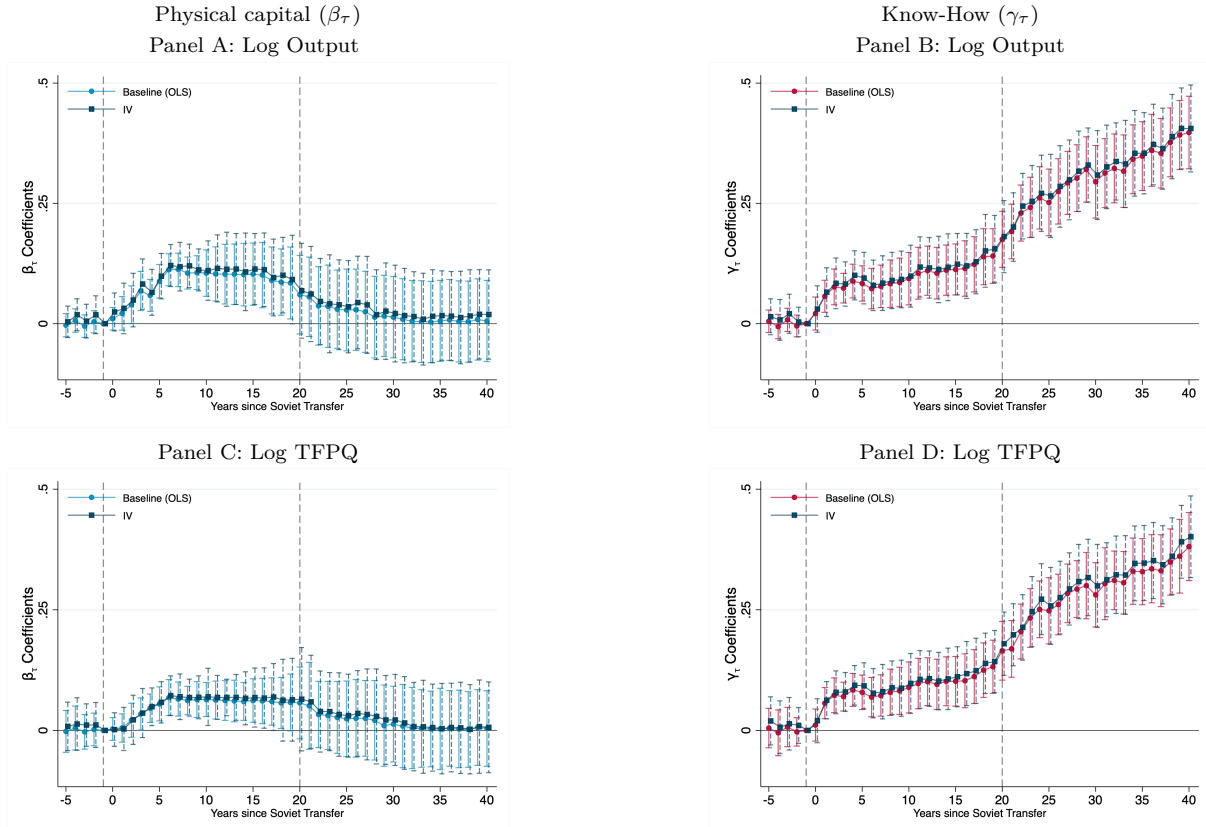 Physical capital (βτ)
Know-How (γτ)
Panel A: Log Output
Panel B: Log Output
.5
.25
0
βτ Coefficients
Baseline (OLS)
IV
-5 0 5 10 15 20 25 30 35 40
Years since Soviet Transfer
.5
.25
0
γτ Coefficients
Baseline (OLS)
IV
-5 0 5 10 15 20 25 30 35 40
Years since Soviet Transfer
Panel C: Log TFPQ
Panel D: Log TFPQ
.5
.25
0
βτ Coefficients
Baseline (OLS)
IV
-5 0 5 10 15 20 25 30 35 40
Years since Soviet Transfer
.5
.25
0
γτ Coefficients
Baseline (OLS)
IV
-5 0 5 10 15 20 25 30 35 40
Years since Soviet Transfer